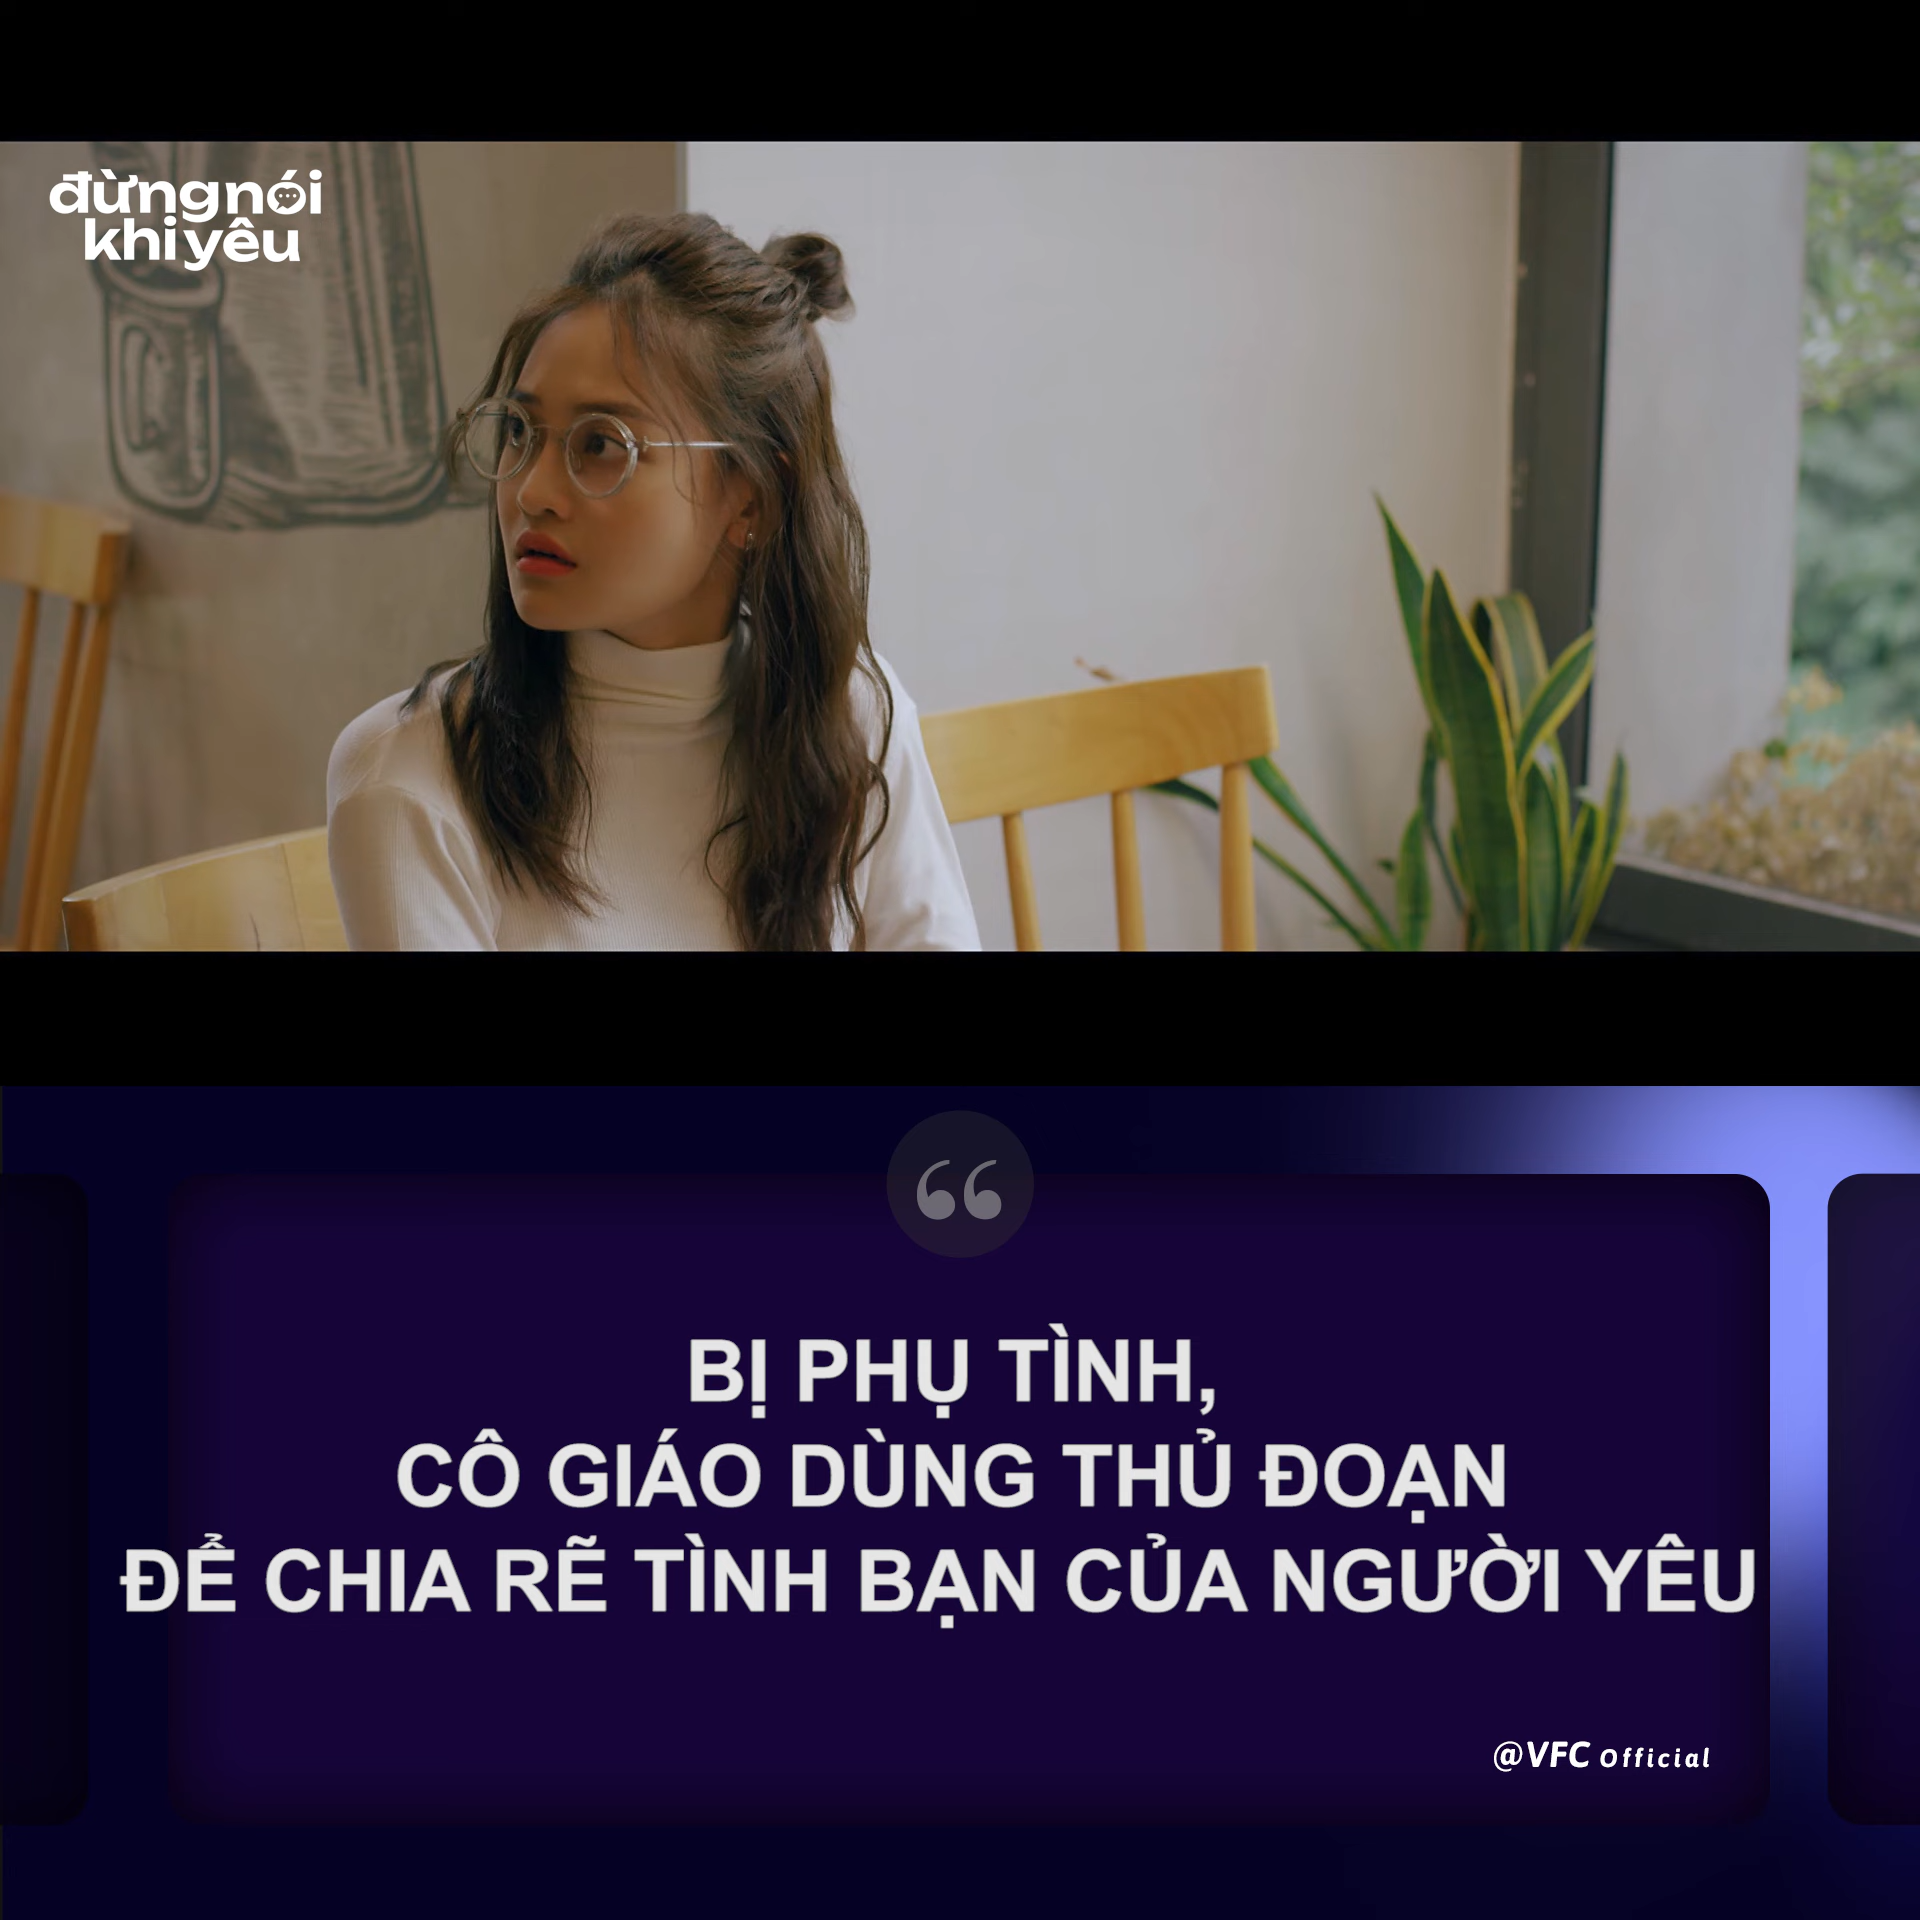 đừng nói
khi yêu
BỊ PHỤ TÌNH,
CÔ GIÁO DÙNG THỦ ĐOẠN
ĐỂ CHIA RẼ TÌNH BẠN CỦA NGƯỜI YÊU
@VFC Official